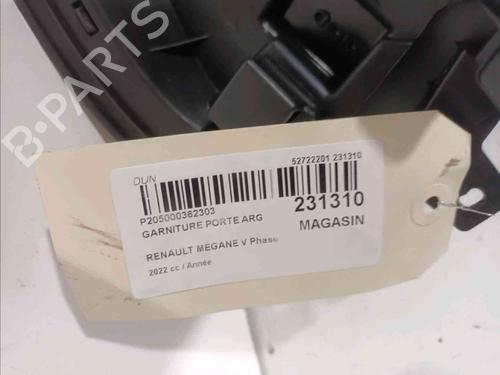 B-PARTS
DUN
52722201 231310
P205000362303
GARNITURE PORTE ARG
231310
MAGASIN
RENAULT MEGANE V Phase
2022 cc / Année